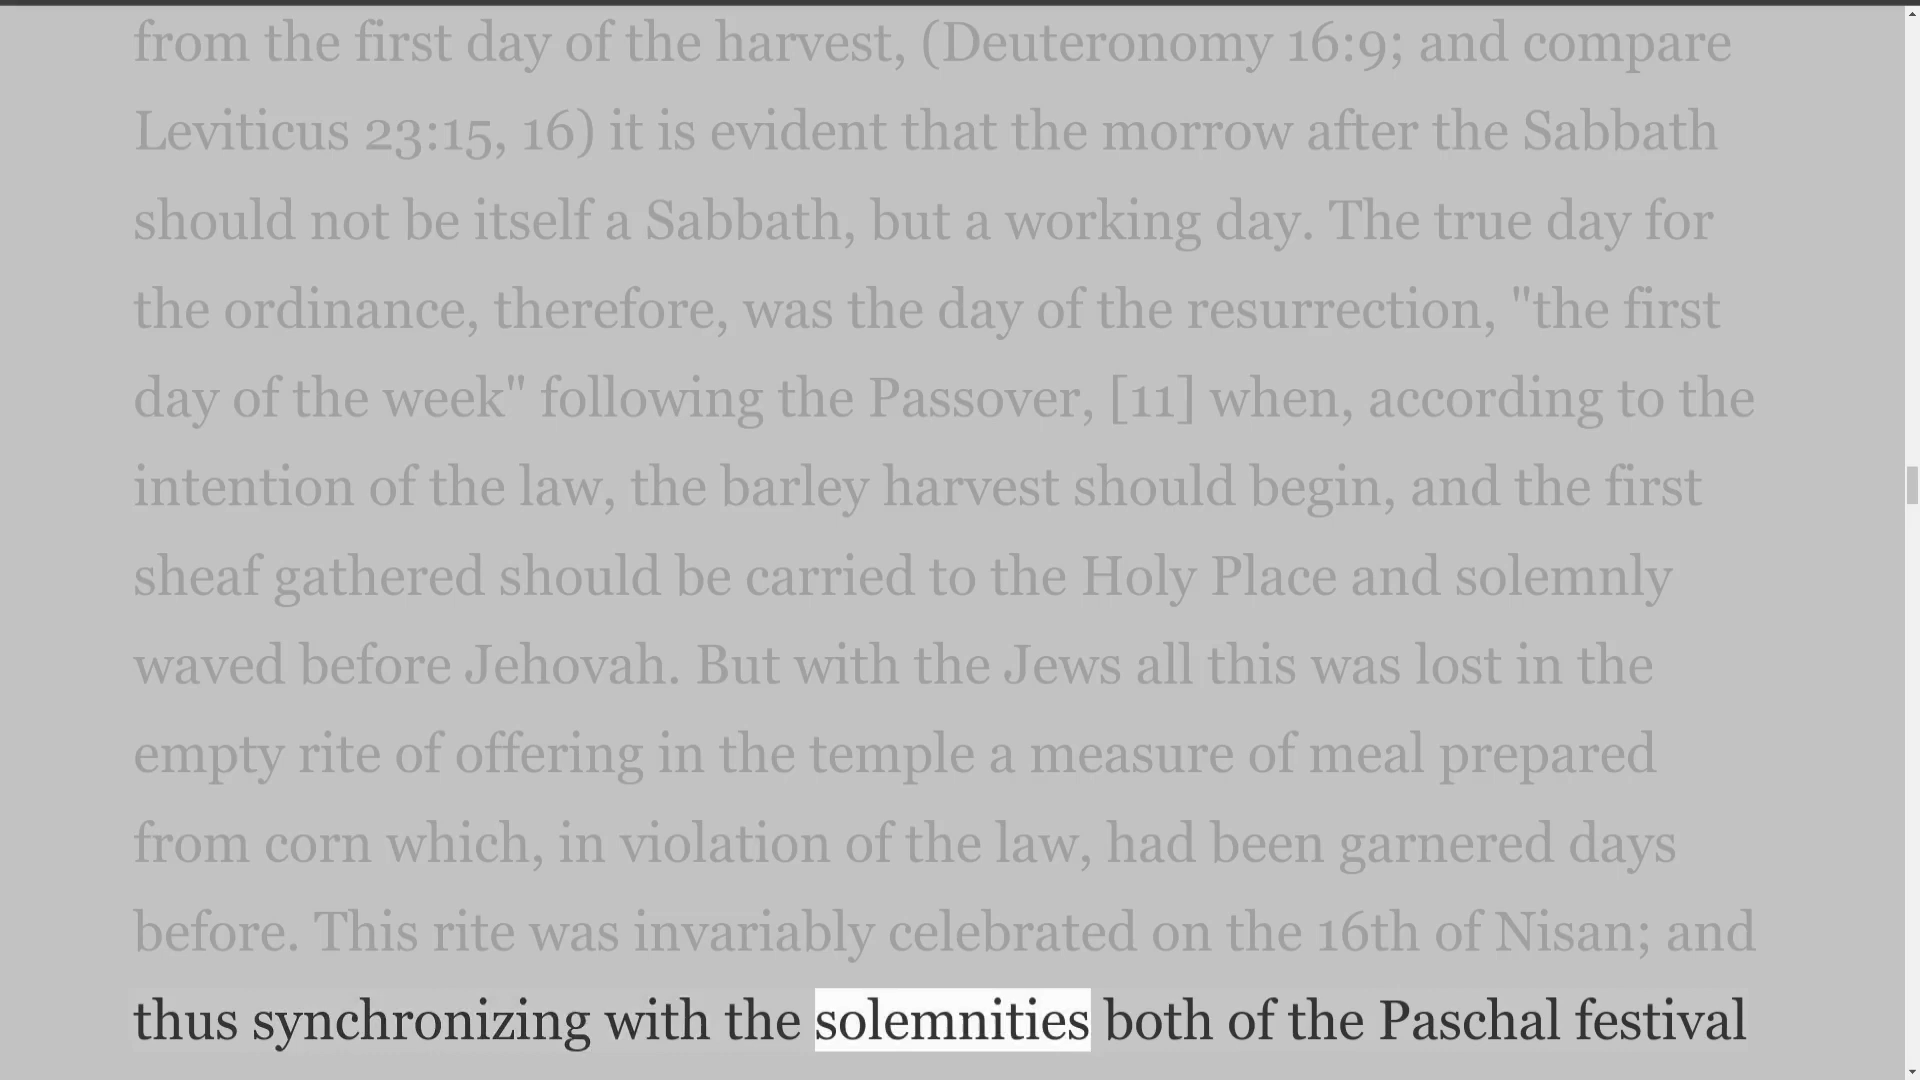 from the first day of the harvest, (Deuteronomy 16:9; and compare
Leviticus 23:15, 16) it is evident that the morrow after the Sabbath
should not be itself a Sabbath, but a working day. The true day for
the ordinance, therefore, was the day of the resurrection, "the first
day of the week" following the Passover, [11] when, according to the
intention of the law, the barley harvest should begin, and the first
sheaf gathered should be carried to the Holy Place and solemnly
waved before Jehovah. But with the Jews all this was lost in the
empty rite of offering in the temple a measure of meal prepared
from corn which, in violation of the law, had been garnered days
before. This rite was invariably celebrated on the 16th of Nisan; and
thus synchronizing with the solemnities both of the Paschal festival